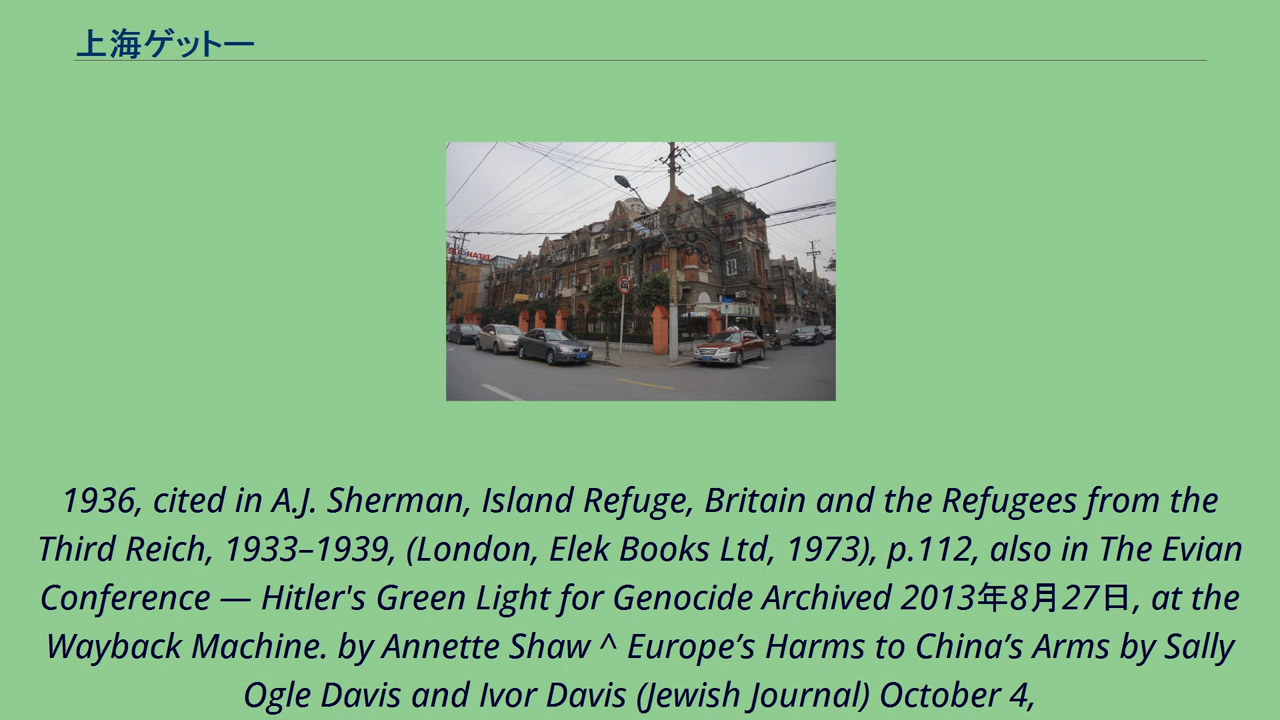 上海ゲットー
1936, cited in A.J. Sherman, Island Refuge, Britain and the Refugees from the
Third Reich, 1933–1939, (London, Elek Books Ltd, 1973), p.112, also in The Evian
Conference — Hitler's Green Light for Genocide Archived 2013年8月27日, at the
Wayback Machine. by Annette Shaw ^ Europe’s Harms to China’s Arms by Sally
Ogle Davis and Ivor Davis (Jewish Journal) October 4,